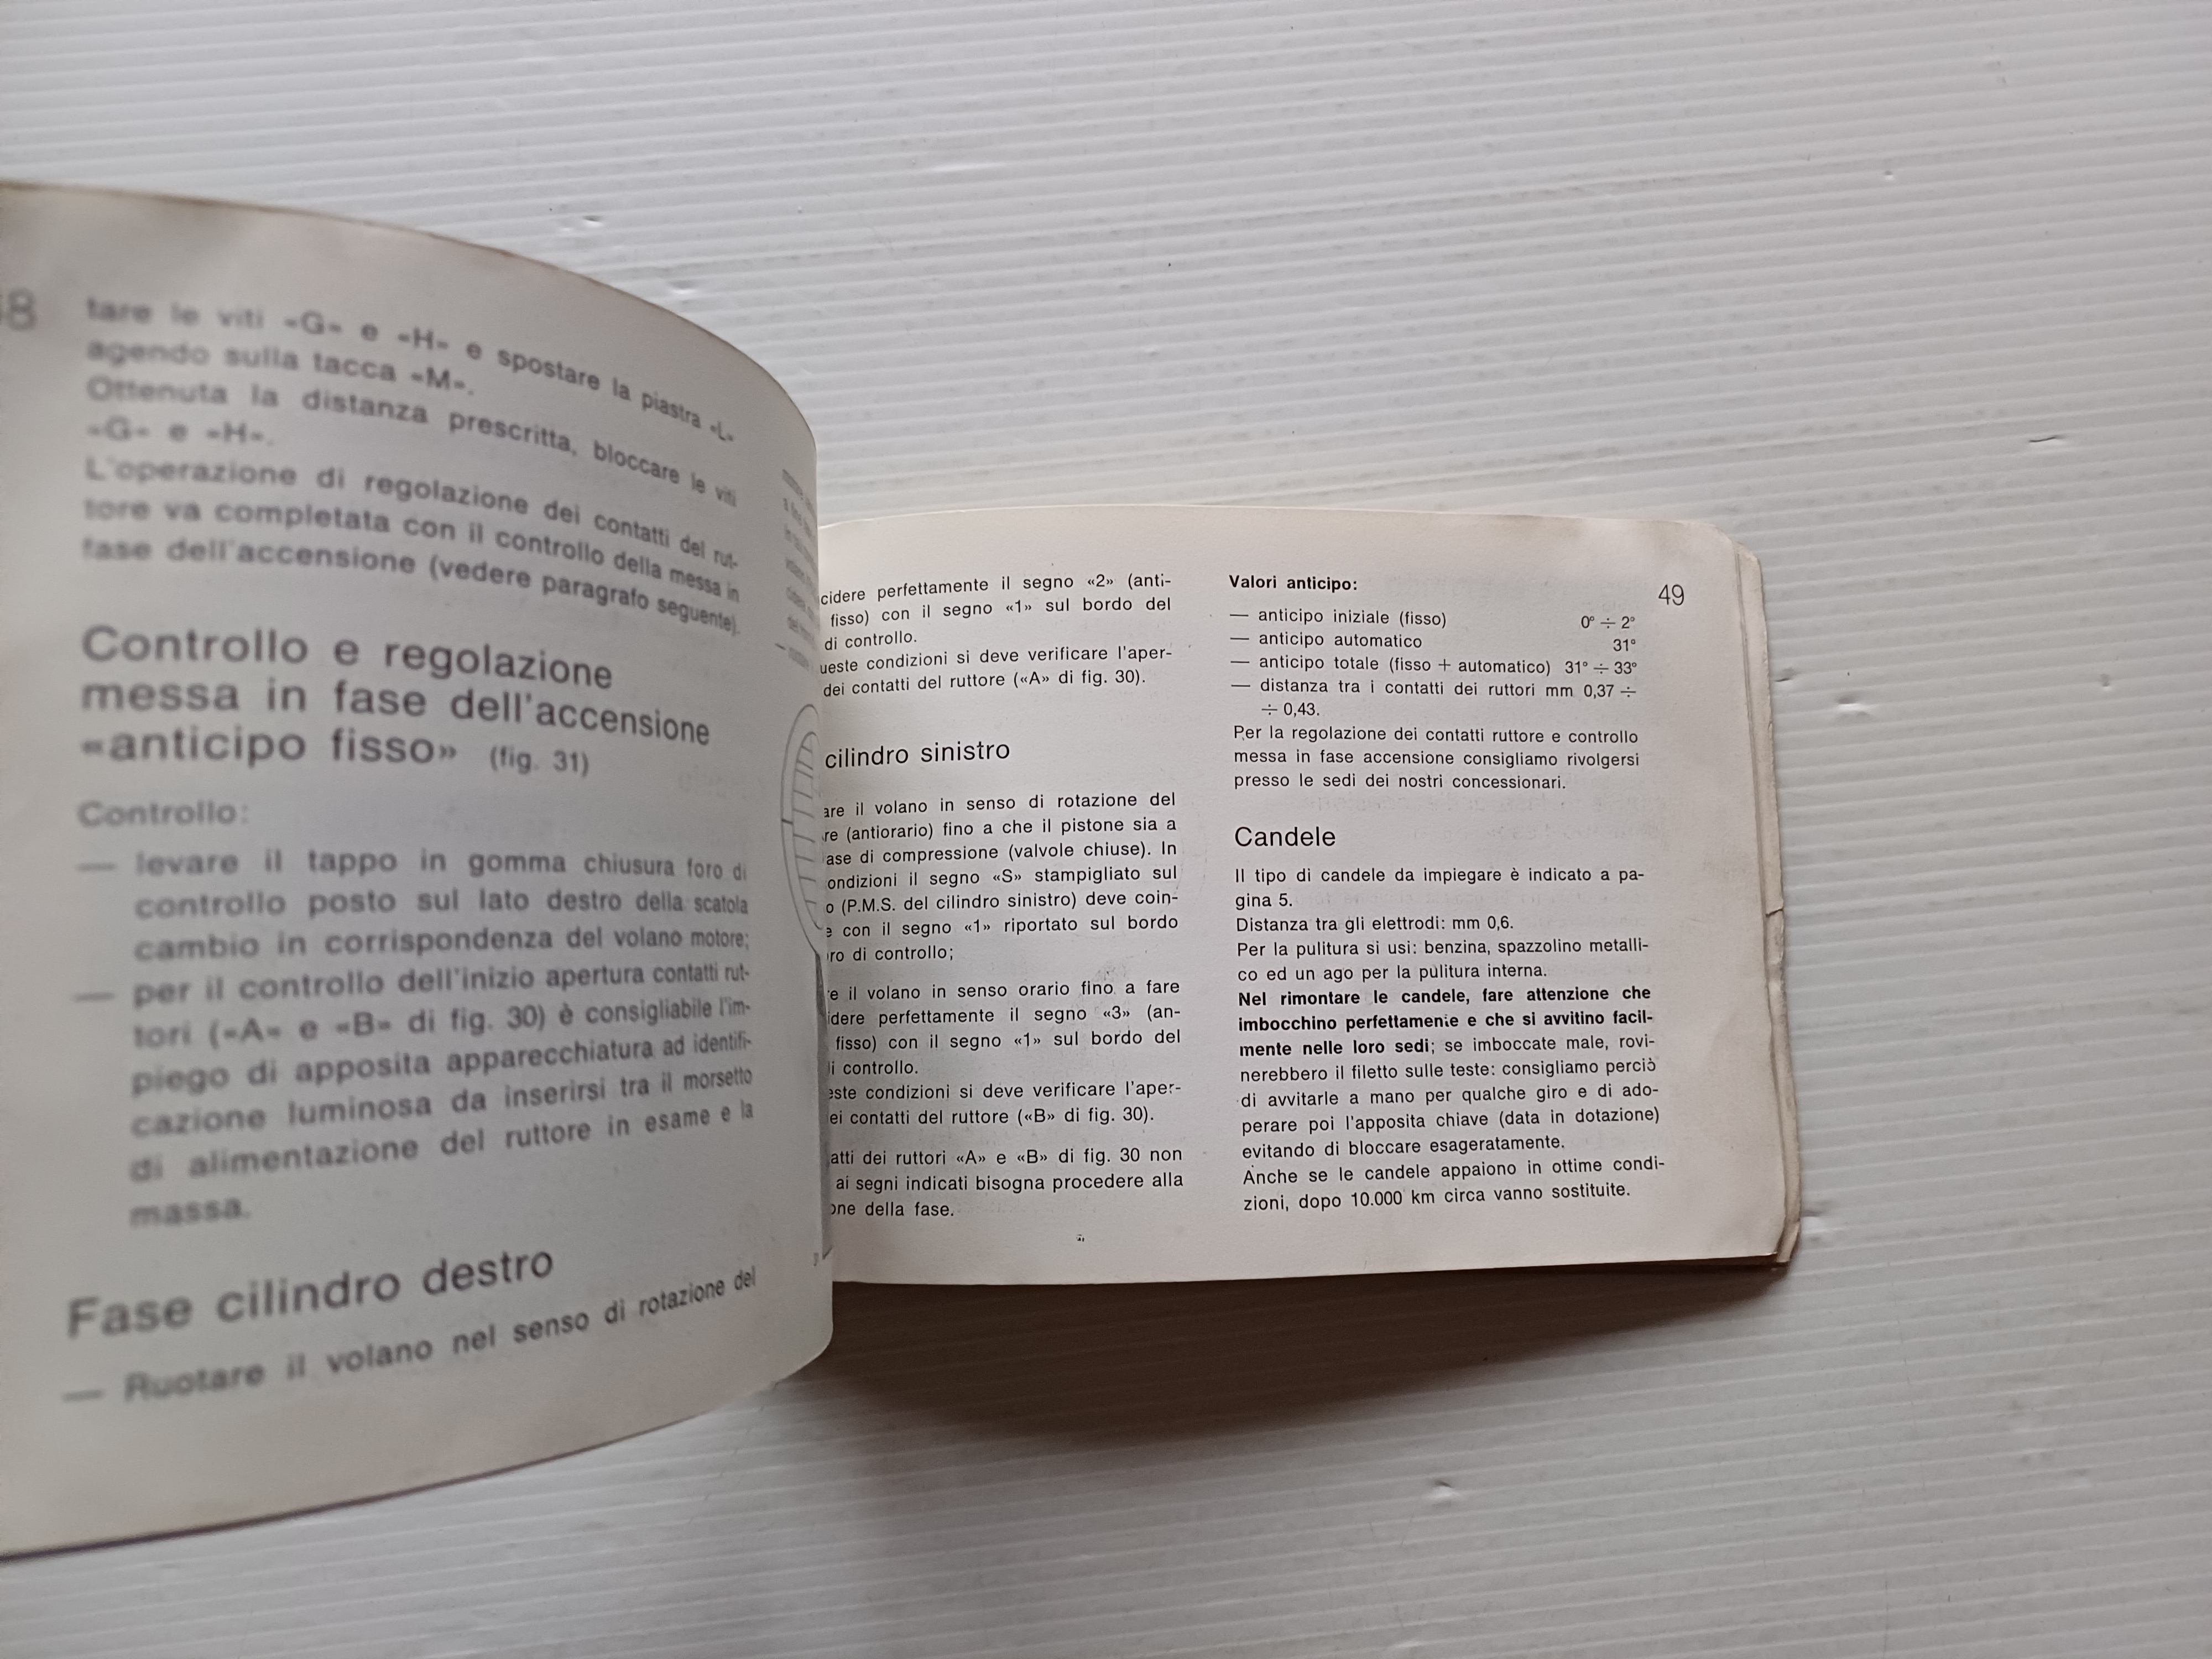 tare le viti «G» e «H» e spostare la piastra «L»
agendo sulla tacca «M».
Ottenuta la distanza prescritta, bloccare le viti
«G» e «H».
L'operazione di regolazione dei contatti del rut-
tore va completata con il controllo della messa in
fase dell'accensione (vedere paragrafo seguente).
Controllo e regolazione
messa in fase dell'accensione
«anticipo fisso» (fig. 31)
Controllo:
— levare il tappo in gomma chiusura foro di
controllo posto sul lato destro della scatola
cambio in corrispondenza del volano motore;
— per il controllo dell'inizio apertura contatti rut-
tori («A» e «B» di fig. 30) è consigliabile l'im-
piego di apposita apparecchiatura ad identifi-
cazione luminosa da inserirsi tra il morsetto
di alimentazione del ruttore in esame e la
massa.
Fase cilindro destro
— Ruotare il volano nel senso di rotazione del
cidere perfettamente il segno «2» (anti-
fisso) con il segno «1» sul bordo del
di controllo.
ueste condizioni si deve verificare l'aper-
dei contatti del ruttore («A» di fig. 30).
cilindro sinistro
are il volano in senso di rotazione del
re (antiorario) fino a che il pistone sia a
ase di compressione (valvole chiuse). In
ondizioni il segno «S» stampigliato sul
o (P.M.S. del cilindro sinistro) deve coin-
e con il segno «1» riportato sul bordo
ro di controllo;
e il volano in senso orario fino a fare
idere perfettamente il segno «3» (an-
fisso) con il segno «1» sul bordo del
i controllo.
este condizioni si deve verificare l'aper-
ei contatti del ruttore («B» di fig. 30).
atti dei ruttori «A» e «B» di fig. 30 non
ai segni indicati bisogna procedere alla
one della fase.
49
Valori anticipo:
— anticipo iniziale (fisso) 0° ÷ 2°
— anticipo automatico 31°
— anticipo totale (fisso + automatico) 31° ÷ 33°
— distanza tra i contatti dei ruttori mm 0,37 ÷
÷ 0,43.
Per la regolazione dei contatti ruttore e controllo
messa in fase accensione consigliamo rivolgersi
presso le sedi dei nostri concessionari.
Candele
Il tipo di candele da impiegare è indicato a pa-
gina 5.
Distanza tra gli elettrodi: mm 0,6.
Per la pulitura si usi: benzina, spazzolino metalli-
co ed un ago per la pulitura interna.
Nel rimontare le candele, fare attenzione che
imbocchino perfettamente e che si avvitino facil-
mente nelle loro sedi; se imboccate male, rovi-
nerebbero il filetto sulle teste: consigliamo perciò
di avvitarle a mano per qualche giro e di ado-
perare poi l'apposita chiave (data in dotazione)
evitando di bloccare esageratamente.
Anche se le candele appaiono in ottime condi-
zioni, dopo 10.000 km circa vanno sostituite.